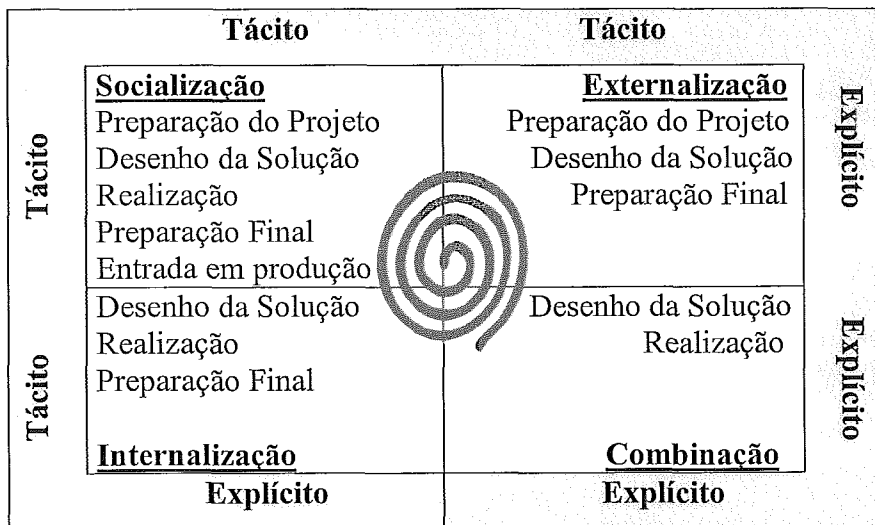 Tácito
Tácito
Tácito
Socialização
Preparação do Projeto
Desenho da Solução
Realização
Preparação Final
Entrada em produção
Externalização
Preparação do Projeto
Desenho da Solução
Preparação Final
Explícito
Tácito
Desenho da Solução
Realização
Preparação Final
Internalização
Desenho da Solução
Realização
Combinação
Explícito
Explícito
Explícito